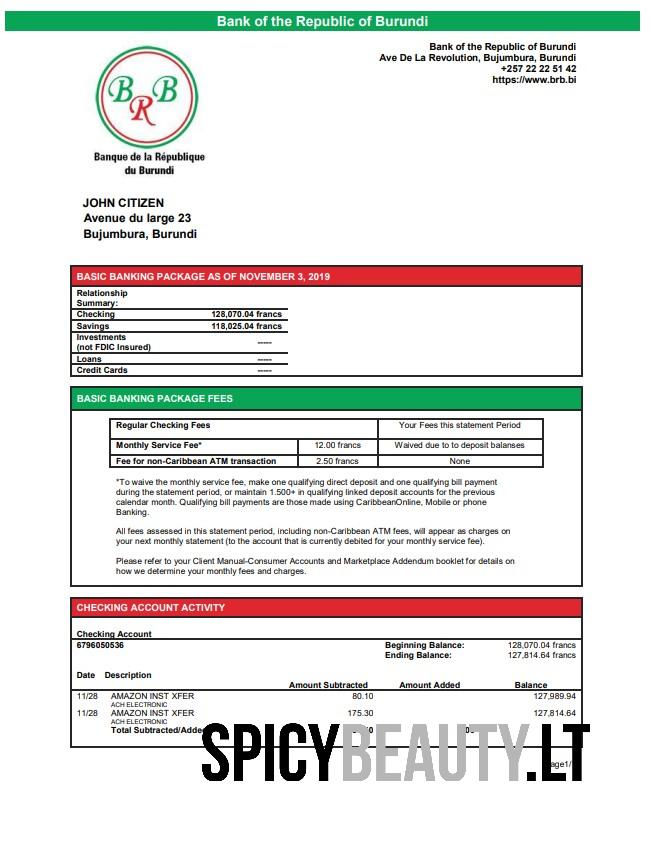 Bank of the Republic of Burundi
Bank of the Republic of Burundi
Ave De La Revolution, Bujumbura, Burundi
+257 22 22 51 42
https://www.brb.bi
BRB
Banque de la République
du Burundi
JOHN CITIZEN
Avenue du large 23
Bujumbura, Burundi
BASIC BANKING PACKAGE AS OF NOVEMBER 3, 2019
Relationship
Summary:
Checking 128,070.04 francs
Savings 118,025.04 francs
Investments
(not FDIC Insured) -----
Loans -----
Credit Cards -----
BASIC BANKING PACKAGE FEES
Regular Checking Fees Your Fees this statement Period
Monthly Service Fee* 12.00 francs Waived due to to deposit balanses
Fee for non-Caribbean ATM transaction 2.50 francs None
*To waive the monthly service fee, make one qualifying direct deposit and one qualifying bill payment
during the statement period, or maintain 1.500+ in qualifying linked deposit accounts for the previous
calendar month. Qualifying bill payments are those made using CaribbeanOnline, Mobile or phone
Banking.
All fees assessed in this statement period, including non-Caribbean ATM fees, will appear as charges on
your next monthly statement (to the account that is currently debited for your monthly service fee).
Please refer to your Client Manual-Consumer Accounts and Marketplace Addendum booklet for details on
how we determine your monthly fees and charges.
CHECKING ACCOUNT ACTIVITY
Checking Account
6796050536 Beginning Balance: 128,070.04 francs
Ending Balance: 127,814.64 francs
Date Description
Amount Subtracted Amount Added Balance
11/28 AMAZON INST XFER 80.10 127,989.94
ACH ELECTRONIC
11/28 AMAZON INST XFER 175.30 127,814.64
ACH ELECTRONIC
Total Subtracted/Added
SPICYBEAUTY.LT